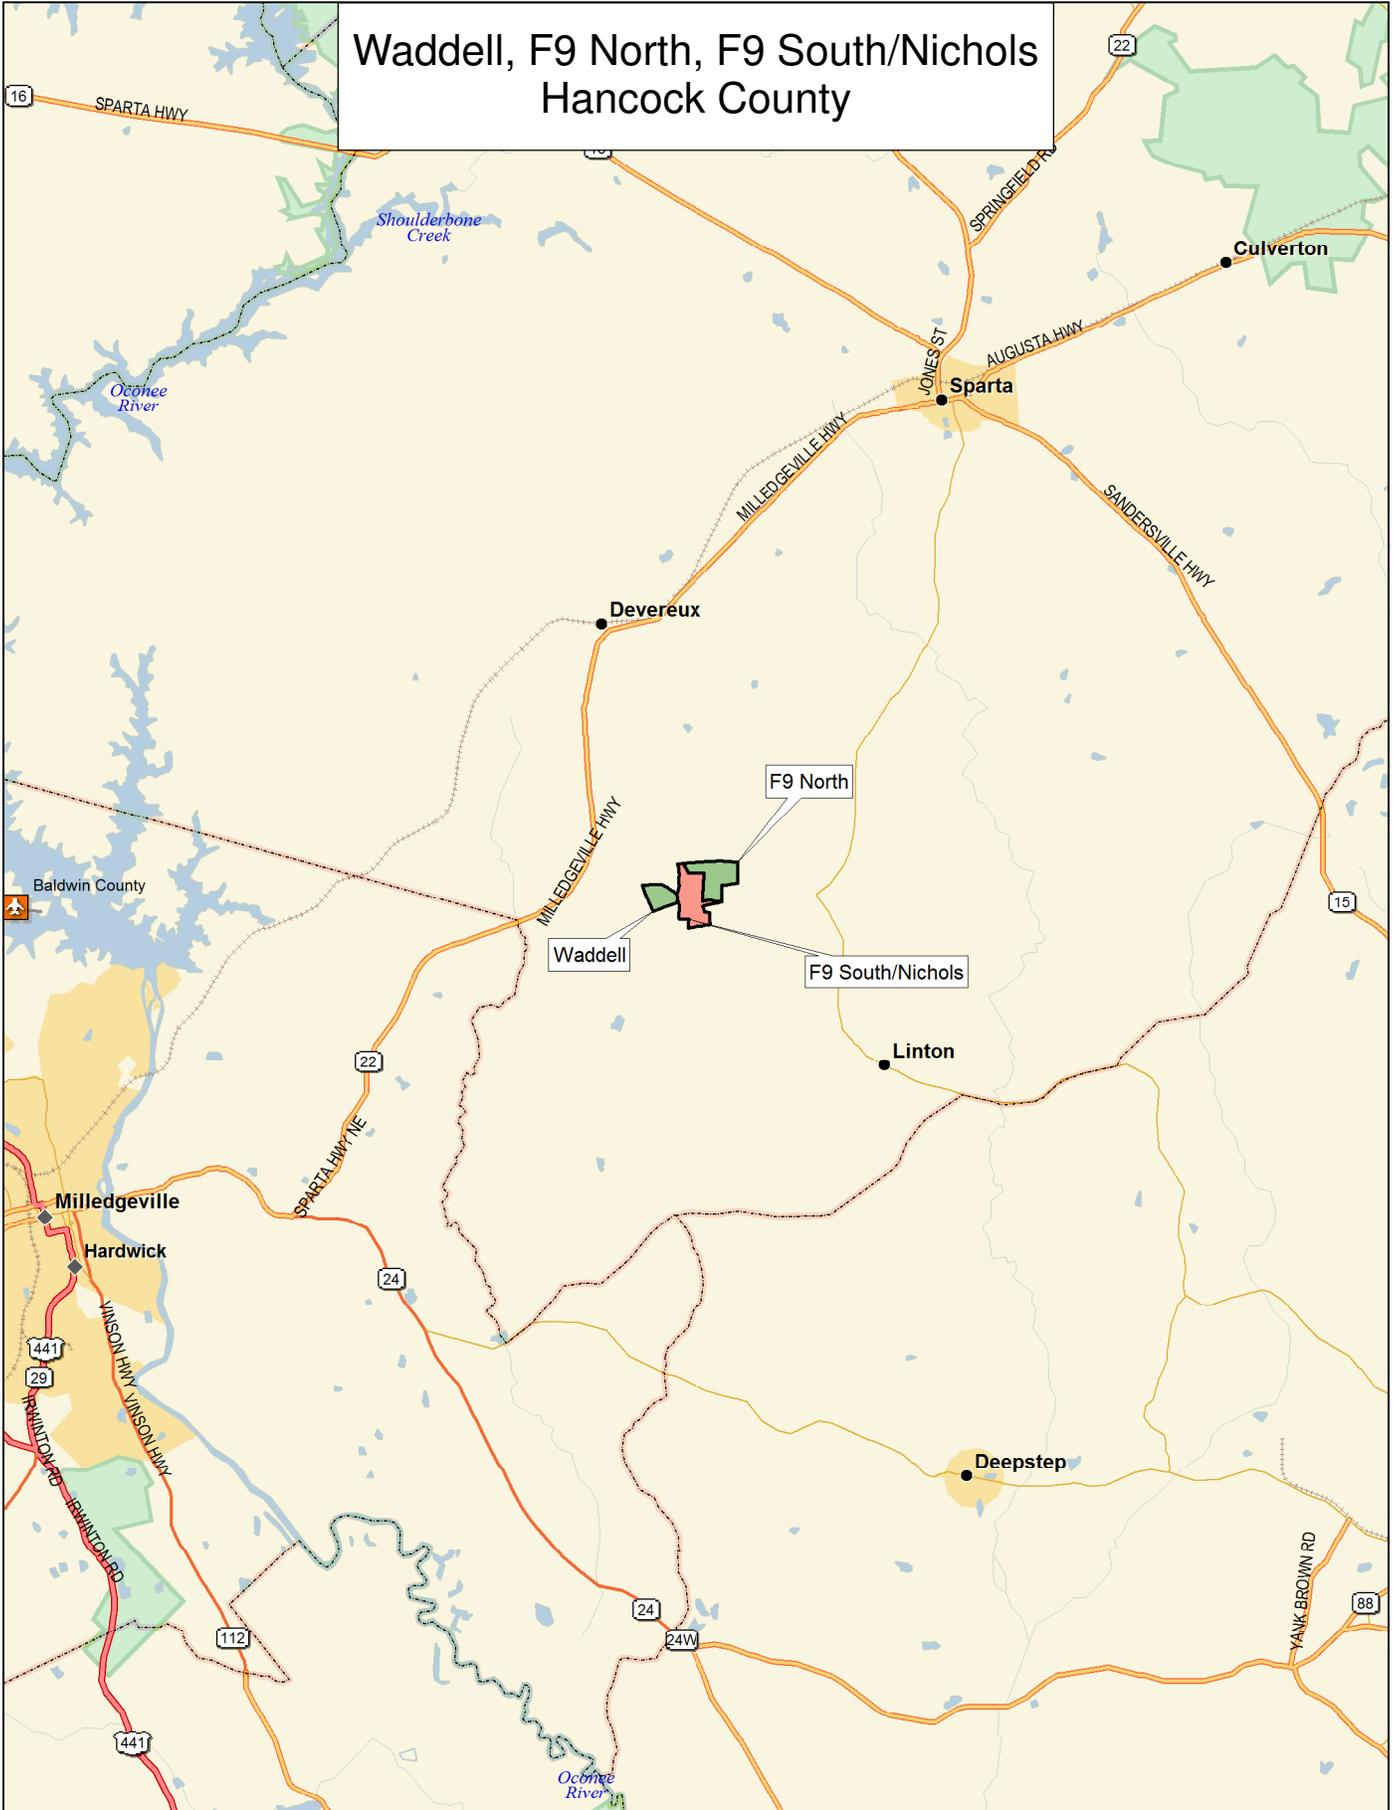 Waddell, F9 North, F9 South/Nichols
Hancock County
22
16
SPARTA HWY
SPRINGFIELD RD
Shoulderbone
Creek
Culverton
JONES ST
AUGUSTA HWY
Sparta
Oconee
River
MILLEDGEVILLE HWY
SANDERSVILLE HWY
Devereux
F9 North
MILLEDGEVILLE HWY
Baldwin County
15
Waddell
F9 South/Nichols
Linton
22
SPARTA HWY NE
Milledgeville
Hardwick
24
441
29
VINSON HWY
VINSON HWY
IRWINTON RD
IRWINTON RD
Deepstep
YANK BROWN RD
88
24
24W
112
441
Oconee
River